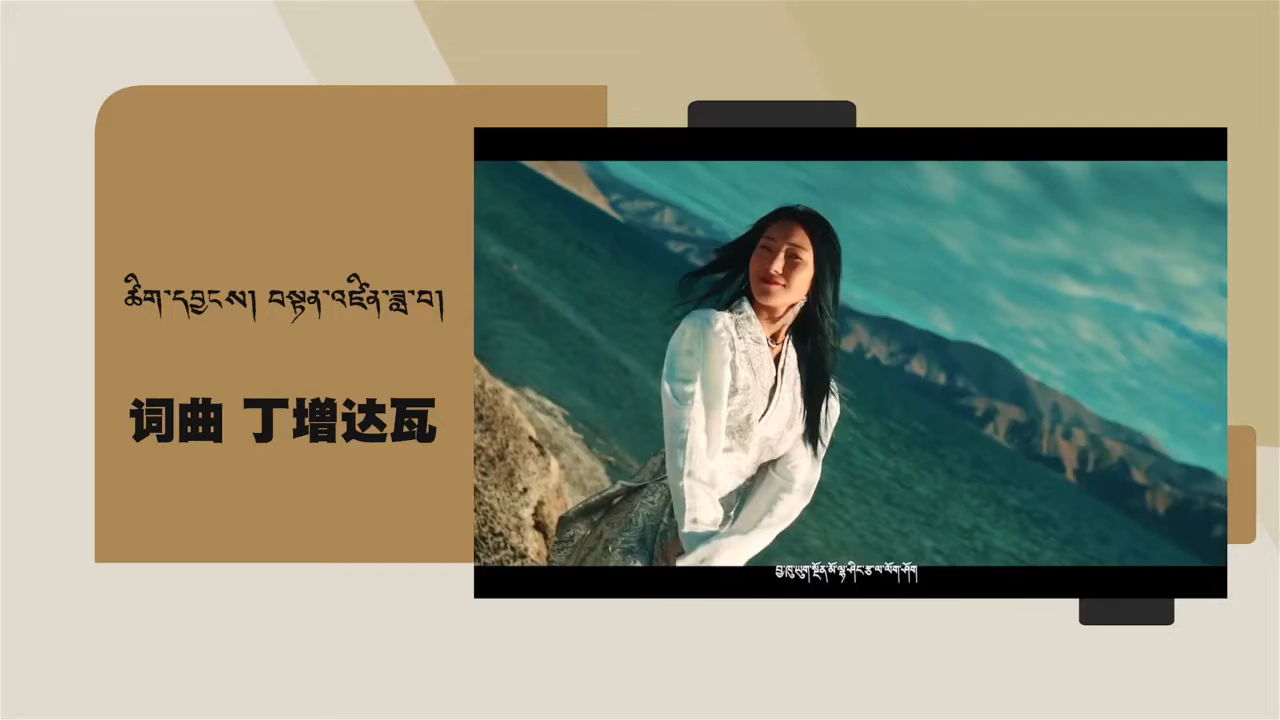 ཚིག་དབྱངས། བསྟན་འཛིན་ཟླ་བ།
词曲 丁增达瓦
བྱ་ཁུ་ཡུག་སྔོན་མོ་ལྷ་ཤིང་རྩ་ལ་ལོག་ཤོག